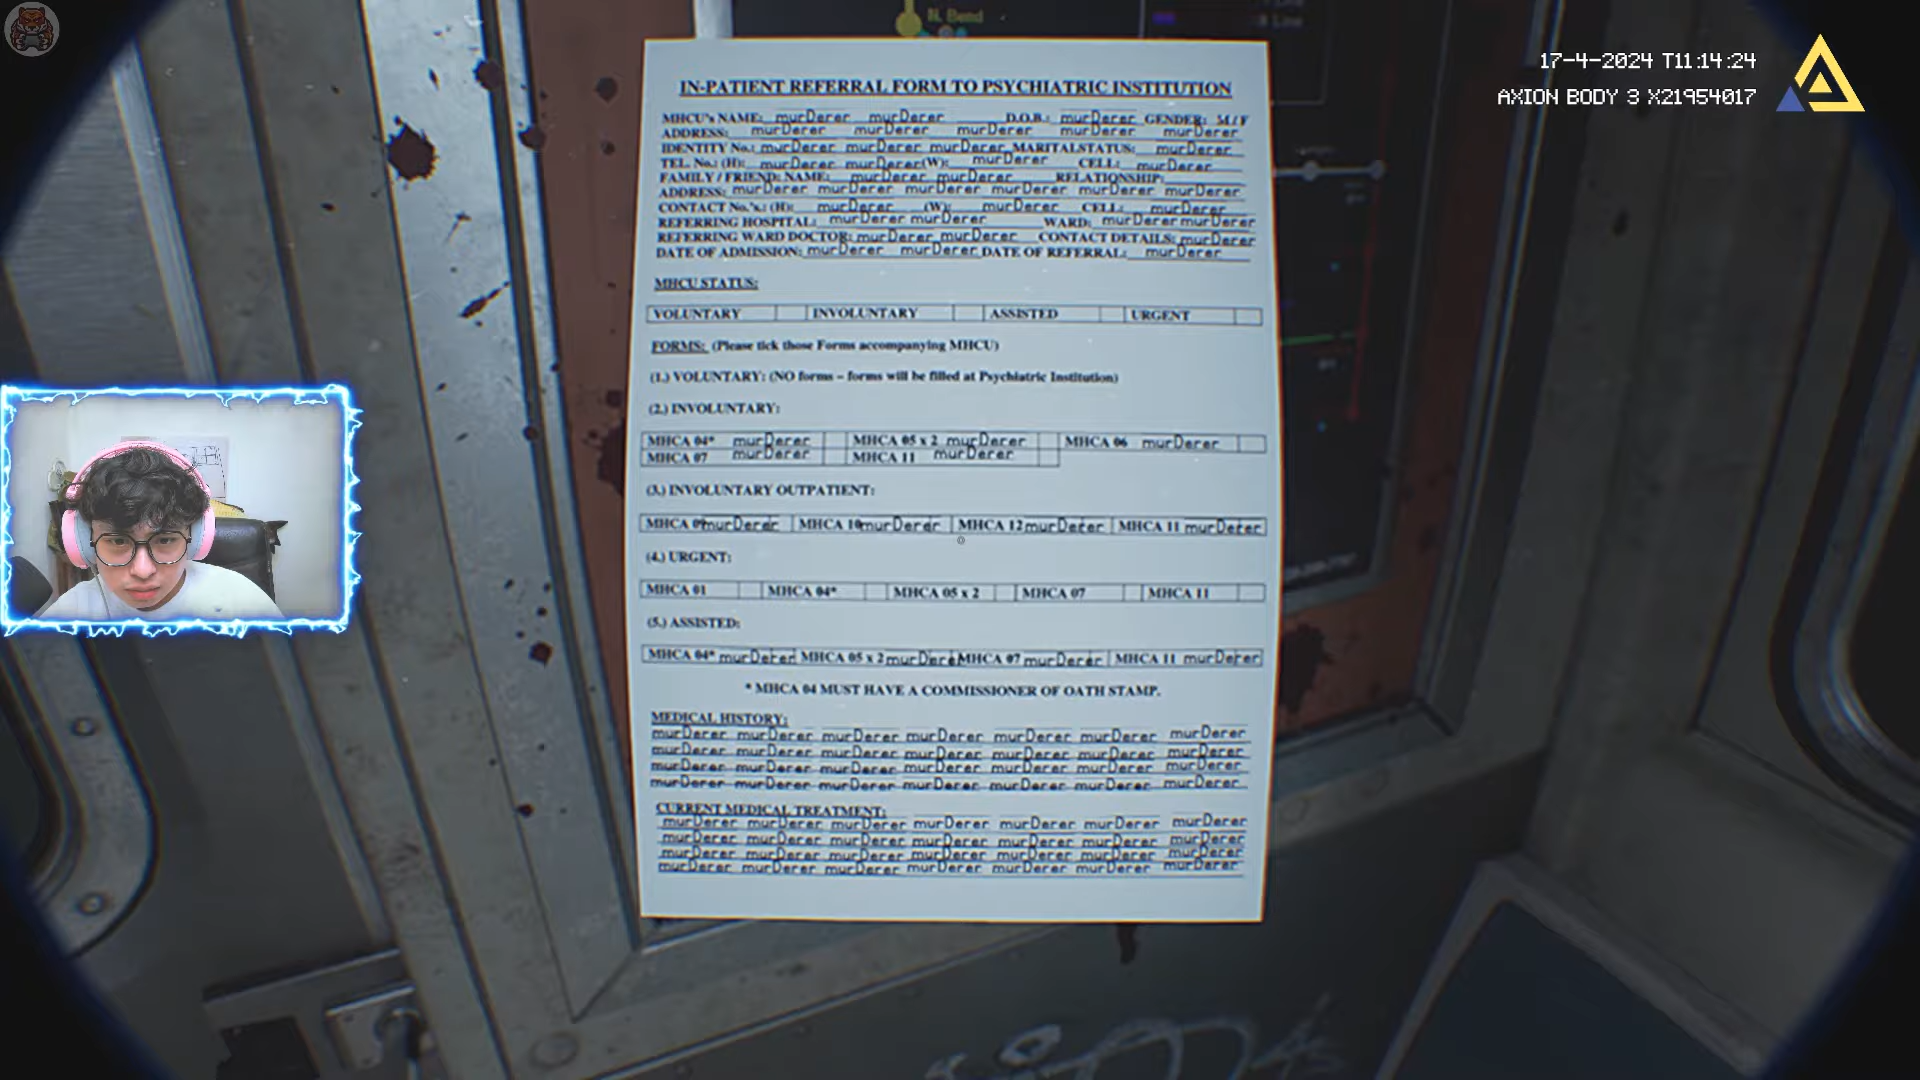 N. Bend
17-4-2024 T11:14:24
AXION BODY 3 X21954017
IN-PATIENT REFERRAL FORM TO PSYCHIATRIC INSTITUTION
MHCU's NAME: murDerer murDerer D.O.B.: murDerer GENDER: M/F
ADDRESS: murDerer murDerer murDerer murDerer murDerer
IDENTITY No.: murDerer murDerer murDerer MARITALSTATUS: murDerer
TEL. No.: (H): murDerer murDerer (W): murDerer CELL: murDerer
FAMILY / FRIEND: NAME: murDerer murDerer RELATIONSHIP:
ADDRESS: murDerer murDerer murDerer murDerer murDerer murDerer
CONTACT No.'s.: (H): murDerer (W): murDerer CELL: murDerer
REFERRING HOSPITAL: murDerer murDerer WARD: murDerer murDerer
REFERRING WARD DOCTOR: murDerer murDerer CONTACT DETAILS: murDerer
DATE OF ADMISSION: murDerer murDerer DATE OF REFERRAL: murDerer
MHCU STATUS:
VOLUNTARY INVOLUNTARY ASSISTED URGENT
FORMS: (Please tick those Forms accompanying MHCU)
(1.) VOLUNTARY: (NO forms – forms will be filled at Psychiatric Institution)
(2.) INVOLUNTARY:
MHCA 04* murDerer MHCA 05 x 2 murDerer MHCA 06 murDerer
MHCA 07 murDerer MHCA 11 murDerer
(3.) INVOLUNTARY OUTPATIENT:
MHCA 09 murDerer MHCA 10 murDerer MHCA 12 murDerer MHCA 11 murDerer
(4.) URGENT:
MHCA 01 MHCA 04* MHCA 05 x 2 MHCA 07 MHCA 11
(5.) ASSISTED:
MHCA 04* murDerer MHCA 05 x 2 murDerer MHCA 07 murDerer MHCA 11 murDerer
* MHCA 04 MUST HAVE A COMMISSIONER OF OATH STAMP.
MEDICAL HISTORY:
murDerer murDerer murDerer murDerer murDerer murDerer murDerer
murDerer murDerer murDerer murDerer murDerer murDerer murDerer
murDerer murDerer murDerer murDerer murDerer murDerer murDerer
murDerer murDerer murDerer murDerer murDerer murDerer murDerer
CURRENT MEDICAL TREATMENT:
murDerer murDerer murDerer murDerer murDerer murDerer murDerer
murDerer murDerer murDerer murDerer murDerer murDerer murDerer
murDerer murDerer murDerer murDerer murDerer murDerer murDerer
murDerer murDerer murDerer murDerer murDerer murDerer murDerer